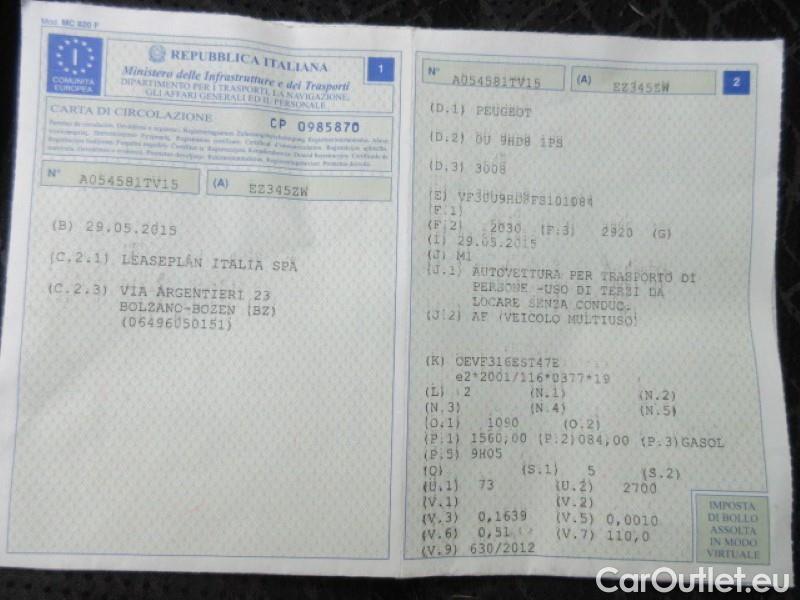 Mod. MC 820 F
I
COMUNITÀ
EUROPEA
REPUBBLICA ITALIANA
Ministero delle Infrastrutture e dei Trasporti
DIPARTIMENTO PER I TRASPORTI, LA NAVIGAZIONE,
GLI AFFARI GENERALI ED IL PERSONALE
1
CARTA DI CIRCOLAZIONE
CP 0985870
N° A054581TV15 (A) EZ345ZW
(B) 29.05.2015
(C.2.1) LEASEPLAN ITALIA SPA
(C.2.3) VIA ARGENTIERI 23
BOLZANO-BOZEN (BZ)
(06496050151)
N° A054581TV15 (A) EZ345ZW
2
(D.1) PEUGEOT
(D.2) 0U 9HD8 1PS
(D.3) 3008
(E) VF30U9HD8FS101084
(F.1)
(F.2) 2030 (F.3) 2920 (G)
(I) 29.05.2015
(J) M1
(J.1) AUTOVETTURA PER TRASPORTO DI
PERSONE -USO DI TERZI DA
LOCARE SENZA CONDUC.
(J.2) AF (VEICOLO MULTIUSO)
(K) OEVF316EST47E
e2*2001/116*0377*19
(L) 2 (N.1) (N.2)
(N.3) (N.4) (N.5)
(O.1) 1090 (O.2)
(P.1) 1560,00 (P.2)084,00 (P.3)GASOL
(P.5) 9H05
(Q) (S.1) 5 (S.2)
(U.1) 73 (U.2) 2700
(V.1) (V.2)
(V.3) 0,1639 (V.5) 0,0010
(V.6) 0,51 (V.7) 110,0
(V.9) 630/2012
IMPOSTA
DI BOLLO
ASSOLTA
IN MODO
VIRTUALE
CarOutlet.eu